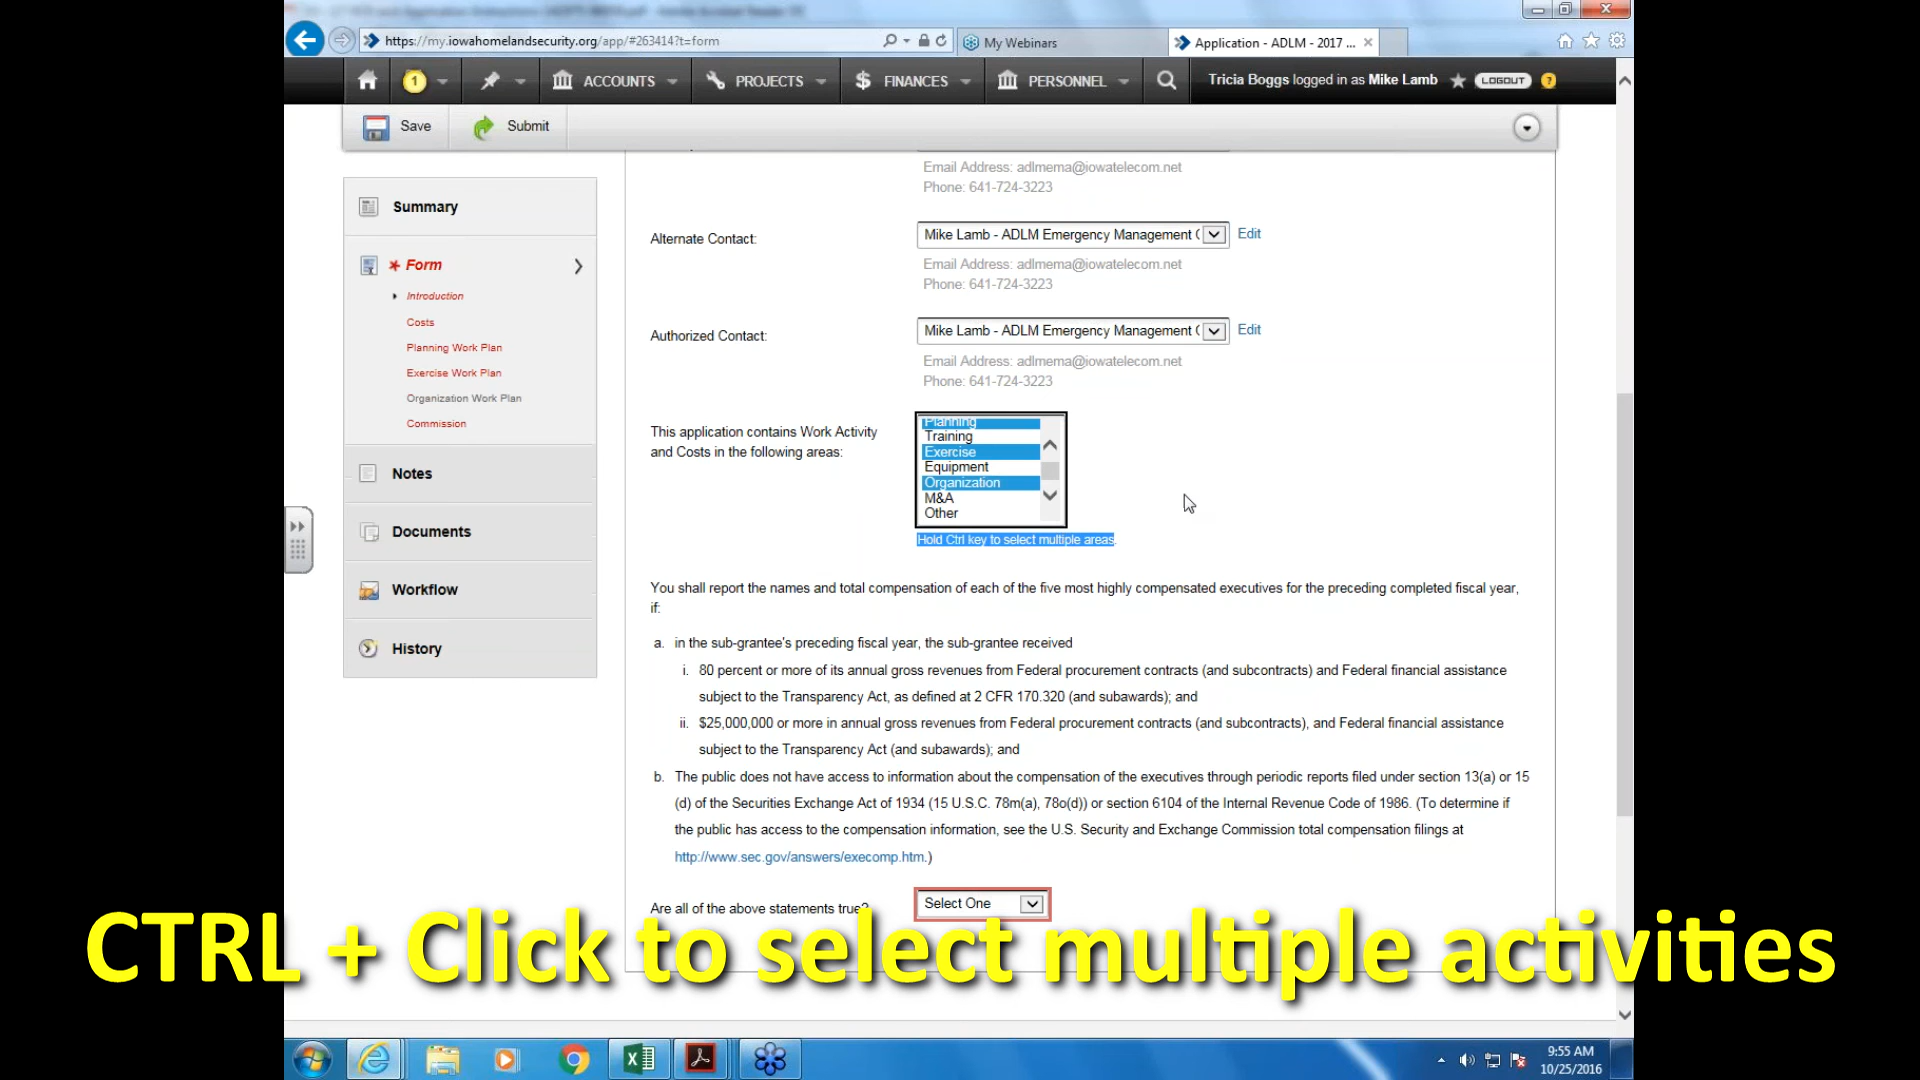 https://my.iowahomelandsecurity.org/app/#263414?t=form
My Webinars
Application - ADLM - 2017 ...
1
ACCOUNTS
PROJECTS
FINANCES
PERSONNEL
Tricia Boggs logged in as Mike Lamb
LOGOUT
?
Save
Submit
Summary
* Form
Introduction
Costs
Planning Work Plan
Exercise Work Plan
Organization Work Plan
Commission
Notes
Documents
Workflow
History
Email Address: adlmema@iowatelecom.net
Phone: 641-724-3223
Alternate Contact:
Mike Lamb - ADLM Emergency Management (
Edit
Email Address: adlmema@iowatelecom.net
Phone: 641-724-3223
Authorized Contact:
Mike Lamb - ADLM Emergency Management (
Edit
Email Address: adlmema@iowatelecom.net
Phone: 641-724-3223
This application contains Work Activity
and Costs in the following areas:
Planning
Training
Exercise
Equipment
Organization
M&A
Other
Hold Ctrl key to select multiple areas.
You shall report the names and total compensation of each of the five most highly compensated executives for the preceding completed fiscal year,
if:
a. in the sub-grantee's preceding fiscal year, the sub-grantee received
i. 80 percent or more of its annual gross revenues from Federal procurement contracts (and subcontracts) and Federal financial assistance
subject to the Transparency Act, as defined at 2 CFR 170.320 (and subawards); and
ii. $25,000,000 or more in annual gross revenues from Federal procurement contracts (and subcontracts), and Federal financial assistance
subject to the Transparency Act (and subawards); and
b. The public does not have access to information about the compensation of the executives through periodic reports filed under section 13(a) or 15
(d) of the Securities Exchange Act of 1934 (15 U.S.C. 78m(a), 78o(d)) or section 6104 of the Internal Revenue Code of 1986. (To determine if
the public has access to the compensation information, see the U.S. Security and Exchange Commission total compensation filings at
http://www.sec.gov/answers/execomp.htm.)
Are all of the above statements true?
Select One
CTRL + Click to select multiple activities
9:55 AM
10/25/2016